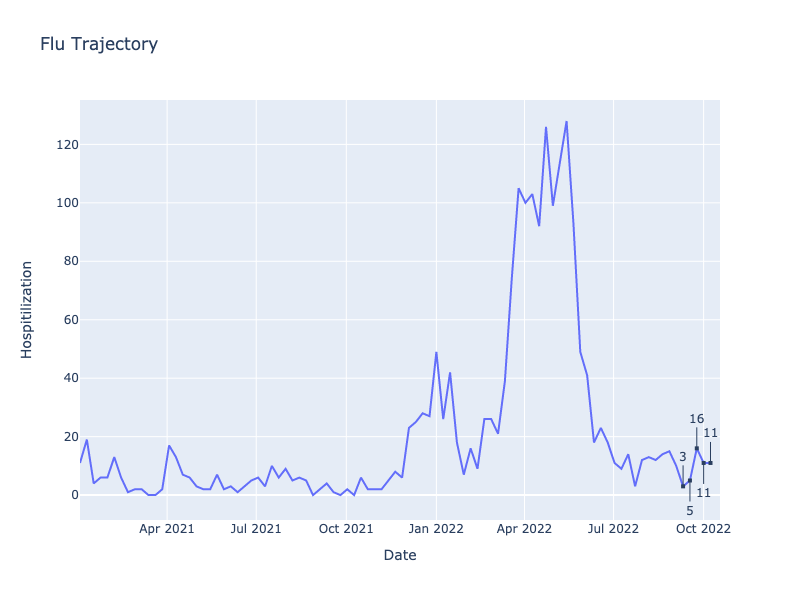 Flu Trajectory
120
100
80
60
40
20
0
Hospitilization
16
11
3
11
5
Apr 2021
Jul 2021
Oct 2021
Jan 2022
Apr 2022
Jul 2022
Oct 2022
Date